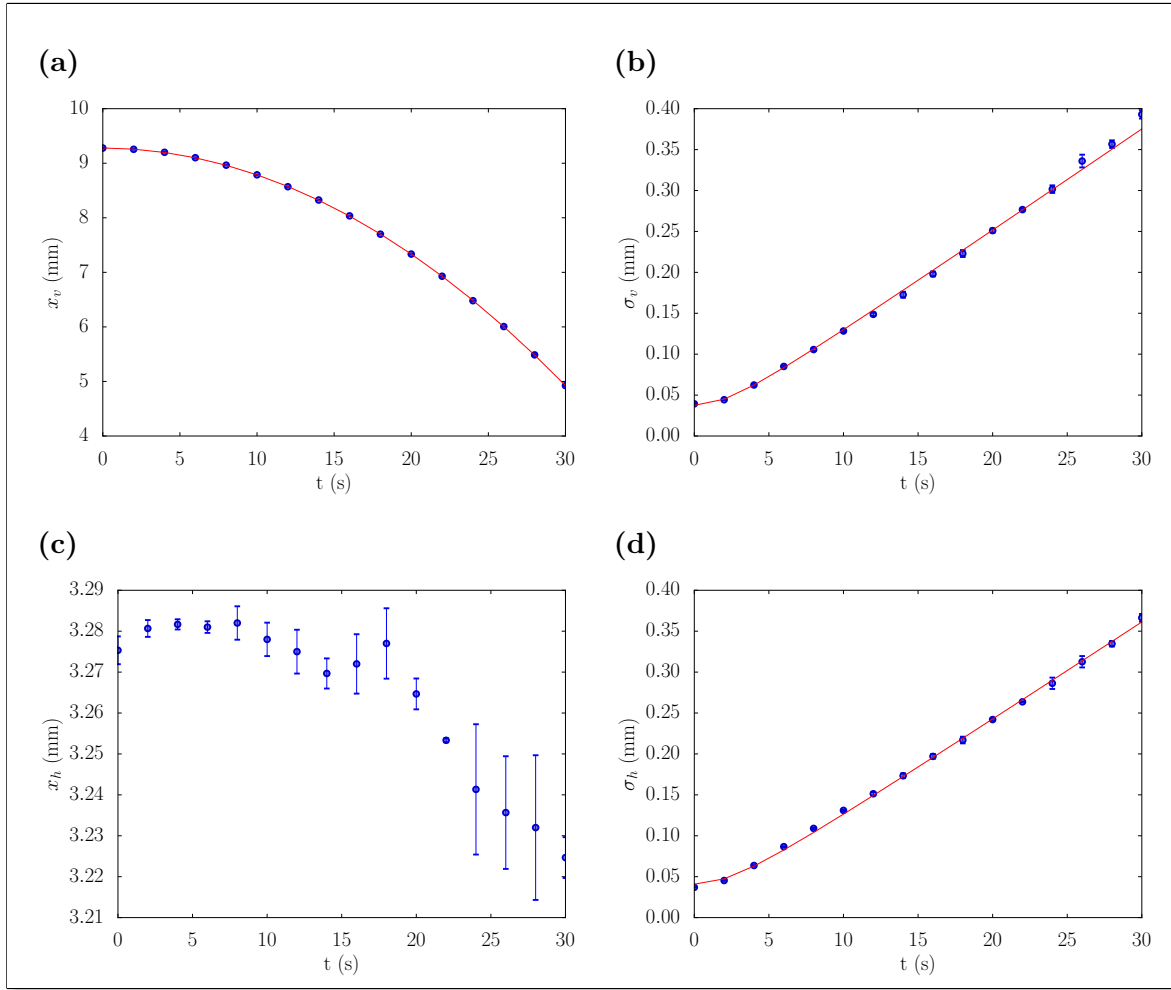 (a)
10
9
8
7
6
5
4
0 5 10 15 20 25 30
x_v (mm)
t (s)
(b)
0.40
0.35
0.30
0.25
0.20
0.15
0.10
0.05
0.00
0 5 10 15 20 25 30
σ_v (mm)
t (s)
(c)
3.29
3.28
3.27
3.26
3.25
3.24
3.23
3.22
3.21
0 5 10 15 20 25 30
x_h (mm)
t (s)
(d)
0.40
0.35
0.30
0.25
0.20
0.15
0.10
0.05
0.00
0 5 10 15 20 25 30
σ_h (mm)
t (s)